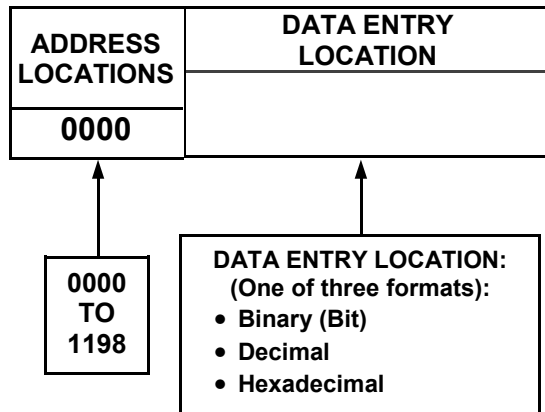 ADDRESS
LOCATIONS
DATA ENTRY
LOCATION
0000
0000
TO
1198
DATA ENTRY LOCATION:
(One of three formats):
• Binary (Bit)
• Decimal
• Hexadecimal